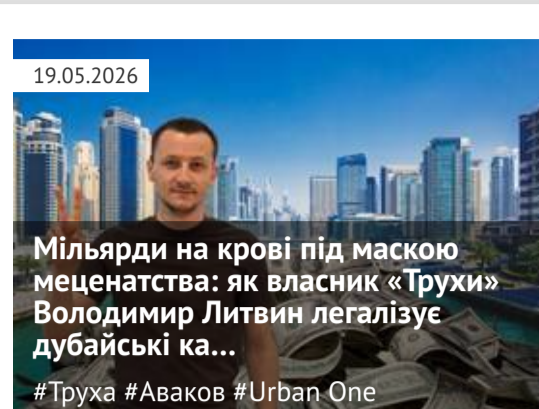 19.05.2026
Мільярди на крові під маскою
меценатства: як власник «Трухи»
Володимир Литвин легалізує
дубайські ка...
#Труха #Аваков #Urban One